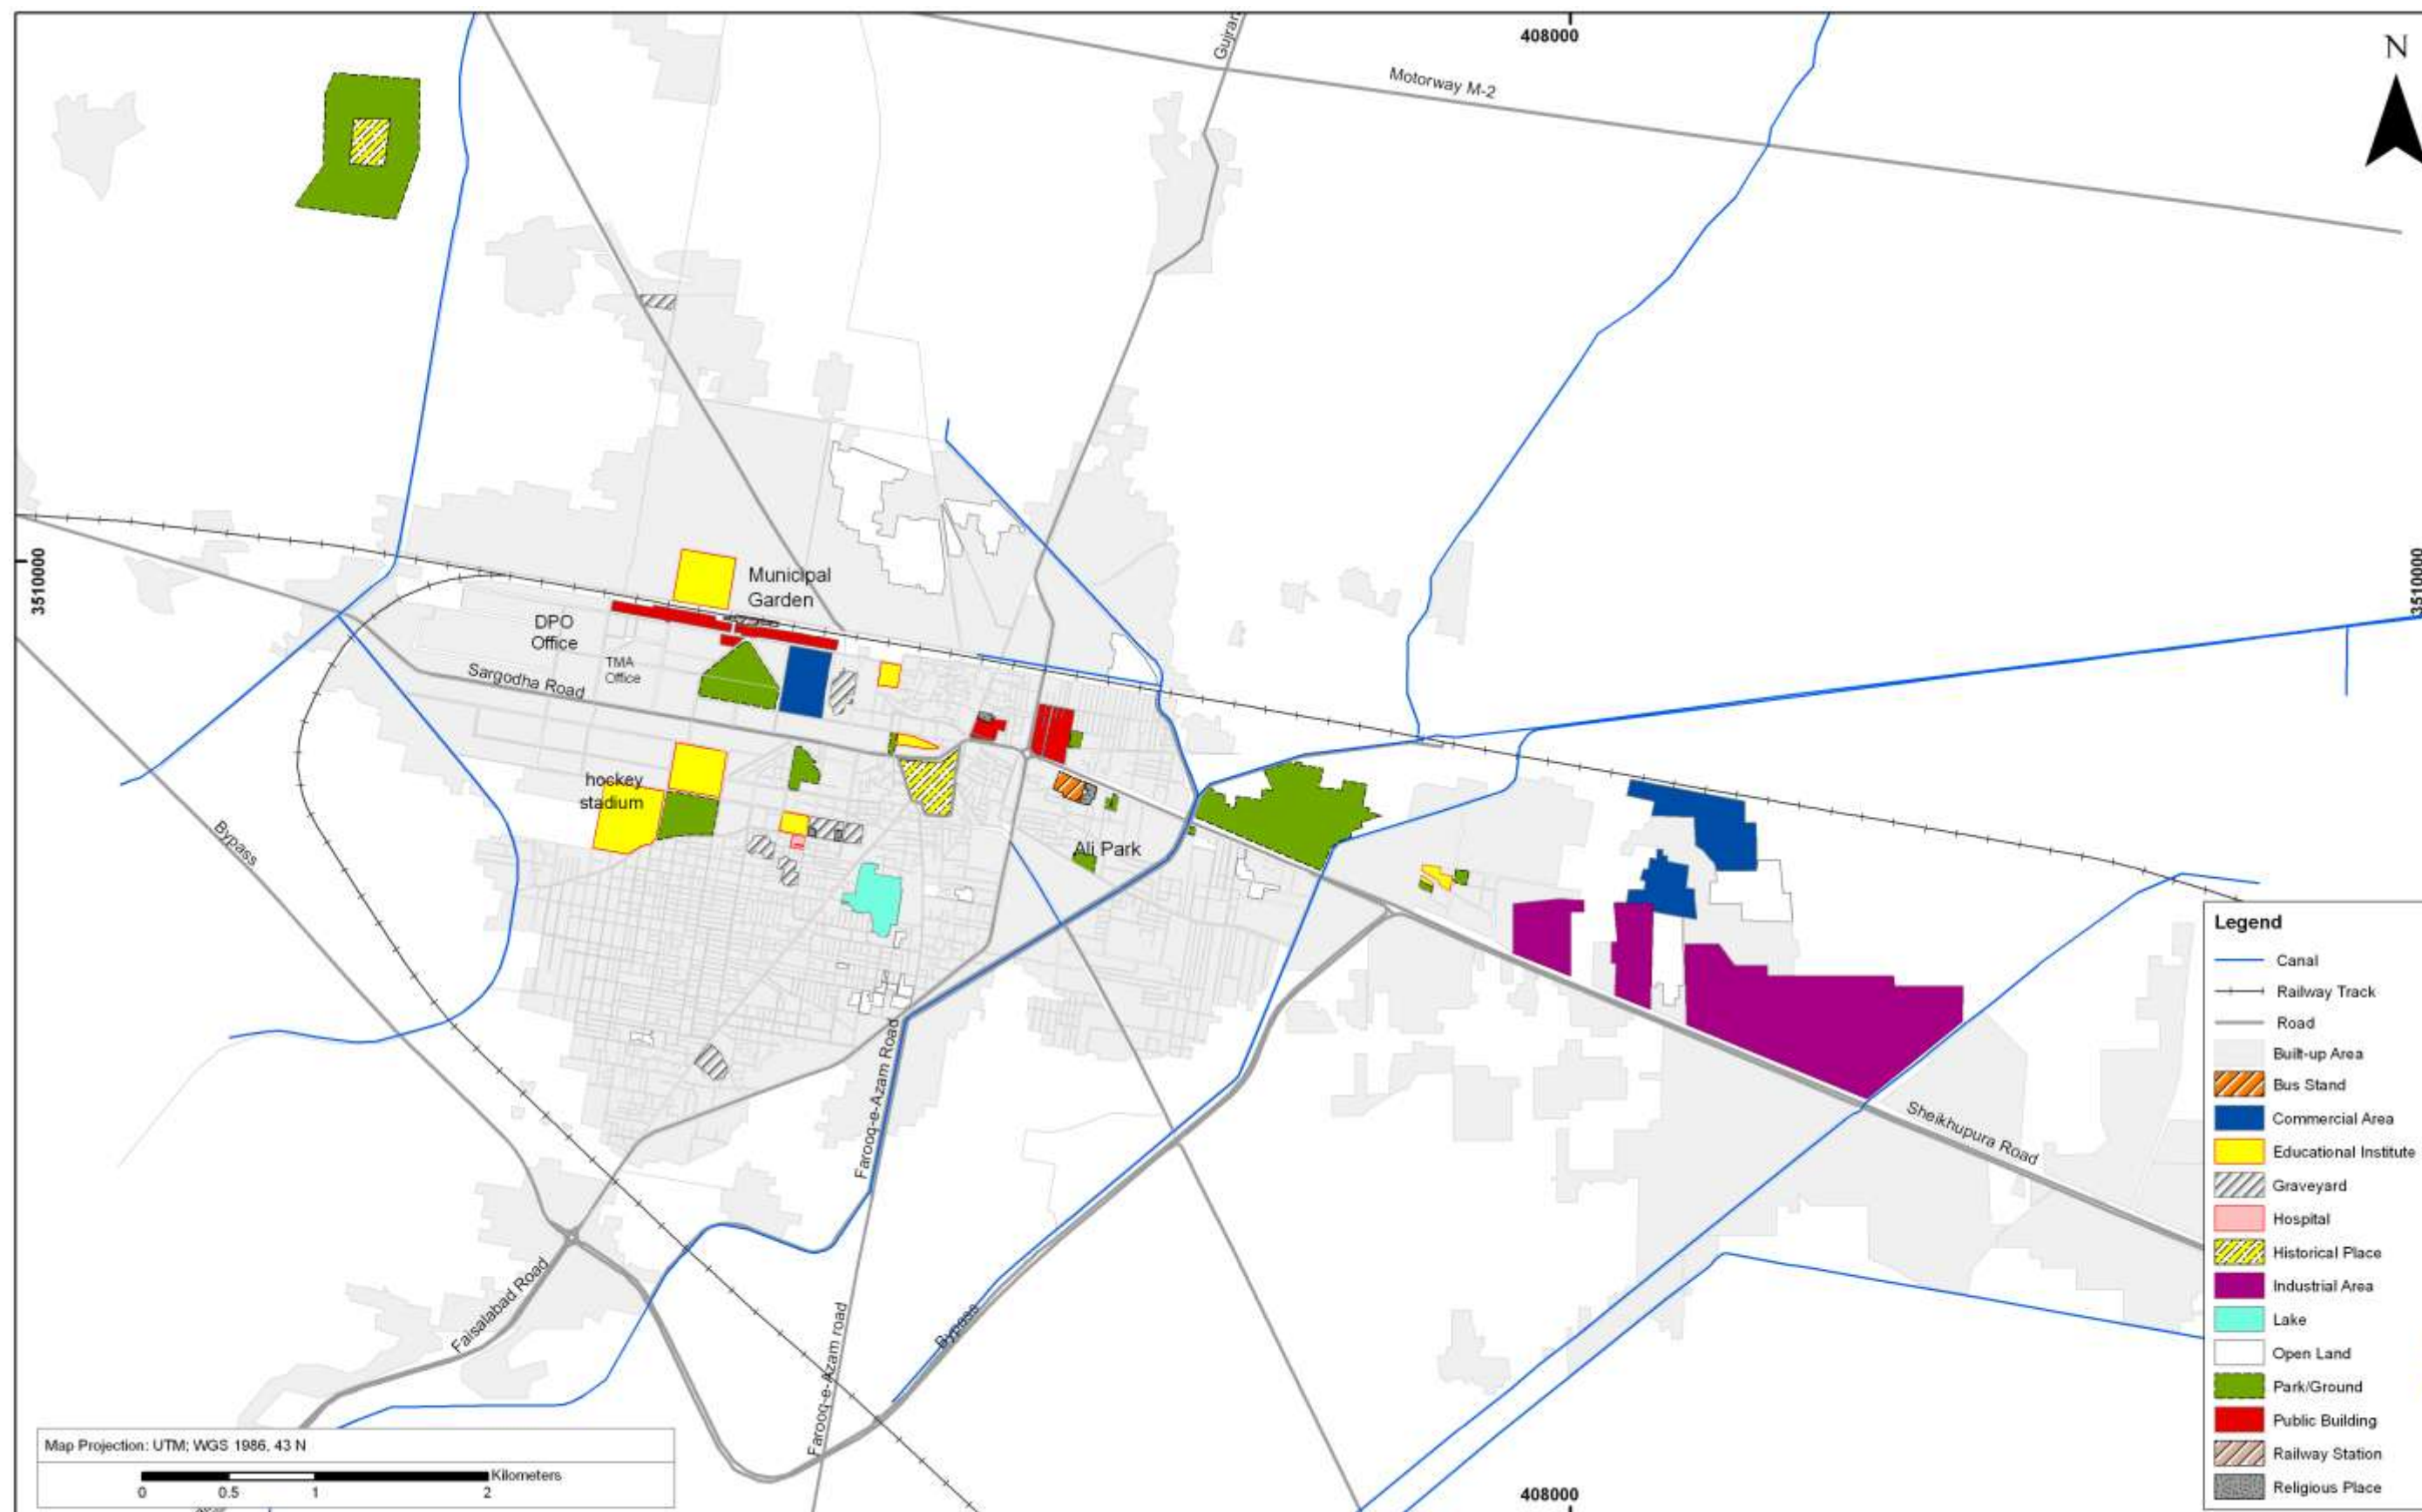 408000
N
Motorway M-2
3510000
3510000
Municipal
Garden
DPO
Office
TMA
Office
Sargodha Road
hockey
stadium
Bypass
Ali Park
Legend
Canal
Railway Track
Road
Built-up Area
Bus Stand
Commercial Area
Educational Institute
Graveyard
Hospital
Historical Place
Industrial Area
Lake
Open Land
Park/Ground
Public Building
Railway Station
Religious Place
Farooq-e-Azam Road
Sheikhupura Road
Faisalabad Road
Farooq-e-Azam road
Bypass
Map Projection: UTM; WGS 1986, 43 N
Kilometers
0 0.5 1 2
408000